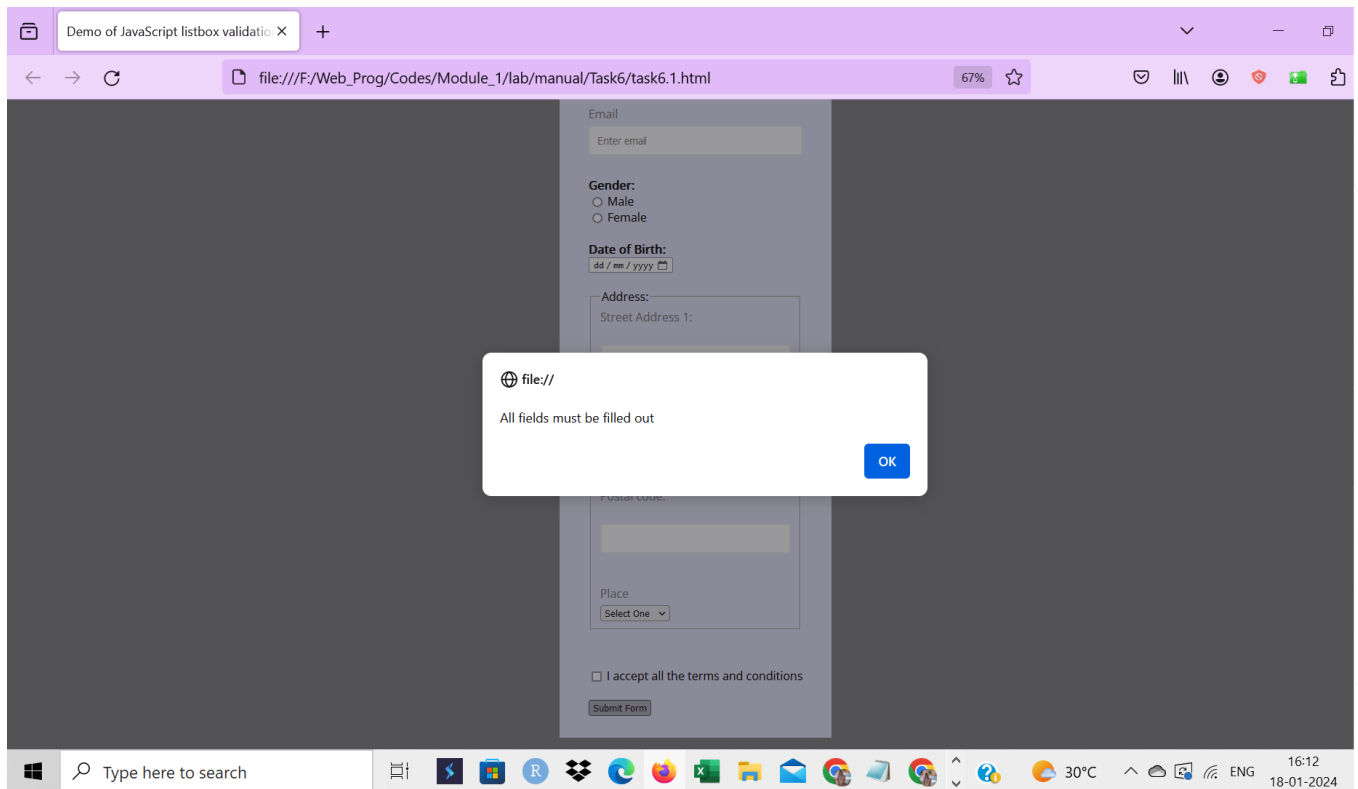 Demo of JavaScript listbox validatio
file:///F:/Web_Prog/Codes/Module_1/lab/manual/Task6/task6.1.html
67%
Email
Enter email
Gender:
Male
Female
Date of Birth:
dd / mm / yyyy
Address:
Street Address 1:
file://
All fields must be filled out
OK
Postal code:
Place
Select One
I accept all the terms and conditions
Submit Form
Type here to search
30°C
ENG
16:12
18-01-2024